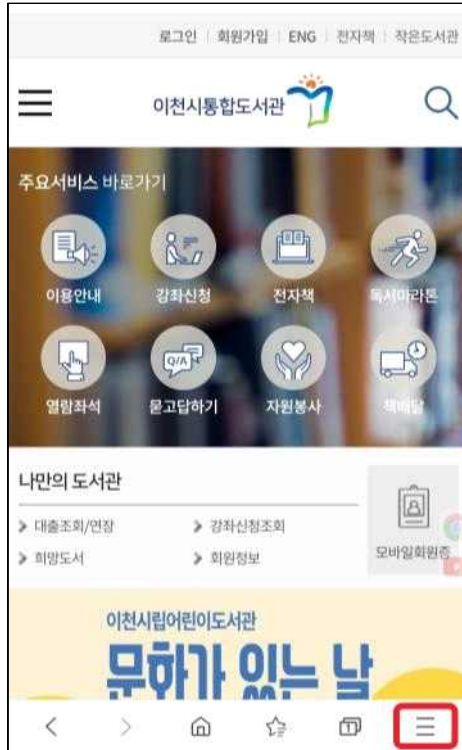 로그인 회원가입 ENG 전자책 작은도서관
이천시통합도서관
주요서비스 바로가기
이용안내 강좌신청 전자책 독서마라톤
Q/A
열람좌석 묻고답하기 자원봉사 책배달
나만의 도서관
대출조회/연장 강좌신청조회
희망도서 회원정보
모바일회원증
이천시립어린이도서관
문화가 있는 날
1